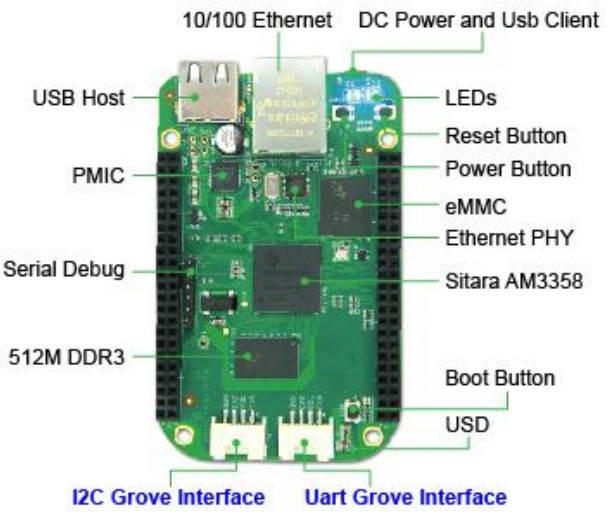 10/100 Ethernet
DC Power and Usb Client
USB Host
LEDs
Reset Button
PMIC
Power Button
eMMC
Ethernet PHY
Serial Debug
Sitara AM3358
512M DDR3
Boot Button
USD
I2C Grove Interface
Uart Grove Interface